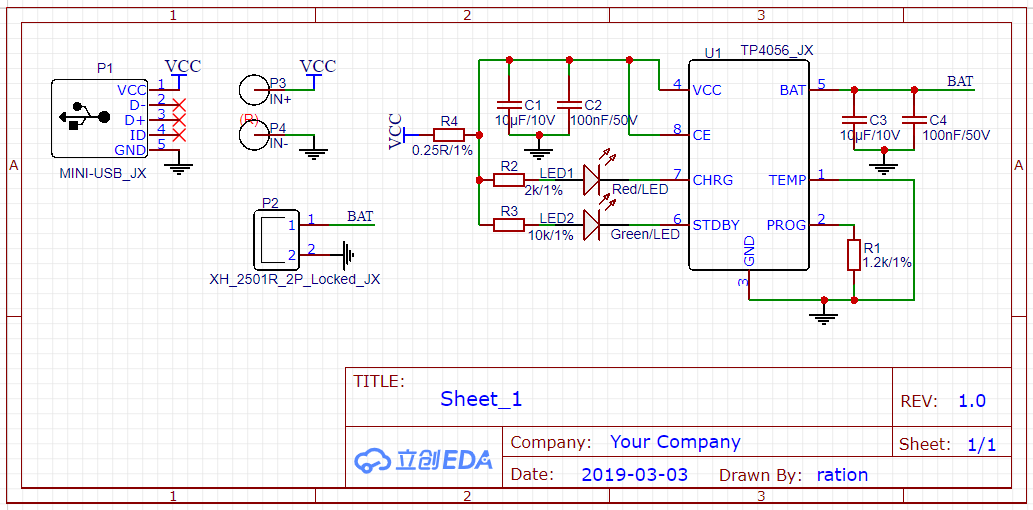 1 2 3
A A
P1
VCC
VCC 1
D- 2
D+ 3
ID 4
GND 5
MINI-USB_JX
VCC
P3
IN+
(R)
P4
IN-
P2
1 1 BAT
2 2
XH_2501R_2P_Locked_JX
VCC
R4
0.25R/1%
C1
10µF/10V
C2
100nF/50V
R2
2k/1%
LED1
Red/LED
R3
10k/1%
LED2
Green/LED
U1 TP4056_JX
4 VCC
8 CE
7 CHRG
6 STDBY
BAT 5
TEMP 1
PROG 2
GND
3
BAT
C3
10µF/10V
C4
100nF/50V
R1
1.2k/1%
TITLE:
Sheet_1
REV: 1.0
立创EDA
Company: Your Company
Sheet: 1/1
Date: 2019-03-03 Drawn By: ration
1 2 3